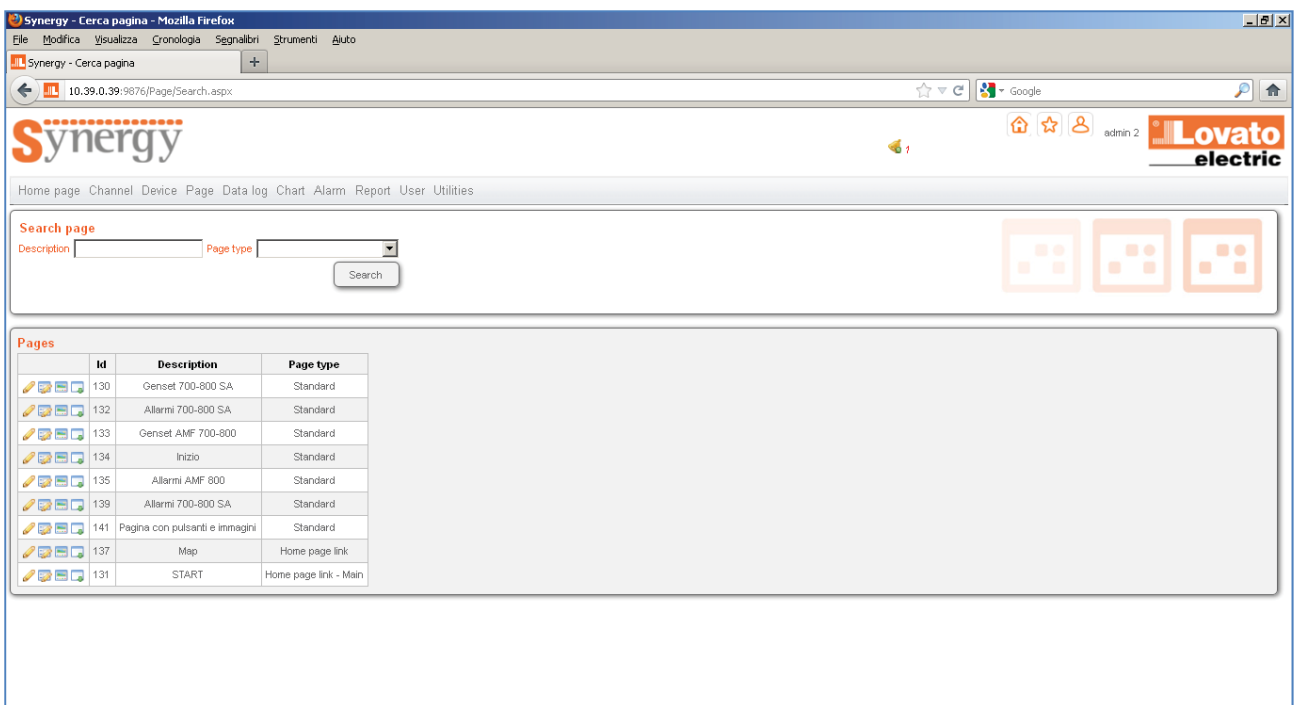 Synergy - Cerca pagina - Mozilla Firefox
File Modifica Visualizza Cronologia Segnalibri Strumenti Aiuto
Synergy - Cerca pagina +
10.39.0.39:9876/Page/Search.aspx Google
Synergy 1 admin 2 Lovato electric
Home page Channel Device Page Data log Chart Alarm Report User Utilities
Search page
Description Page type
Search
Pages
Id Description Page type
130 Genset 700-800 SA Standard
132 Allarmi 700-800 SA Standard
133 Genset AMF 700-800 Standard
134 Inizio Standard
135 Allarmi AMF 800 Standard
139 Allarmi 700-800 SA Standard
141 Pagina con pulsanti e immagini Standard
137 Map Home page link
131 START Home page link - Main